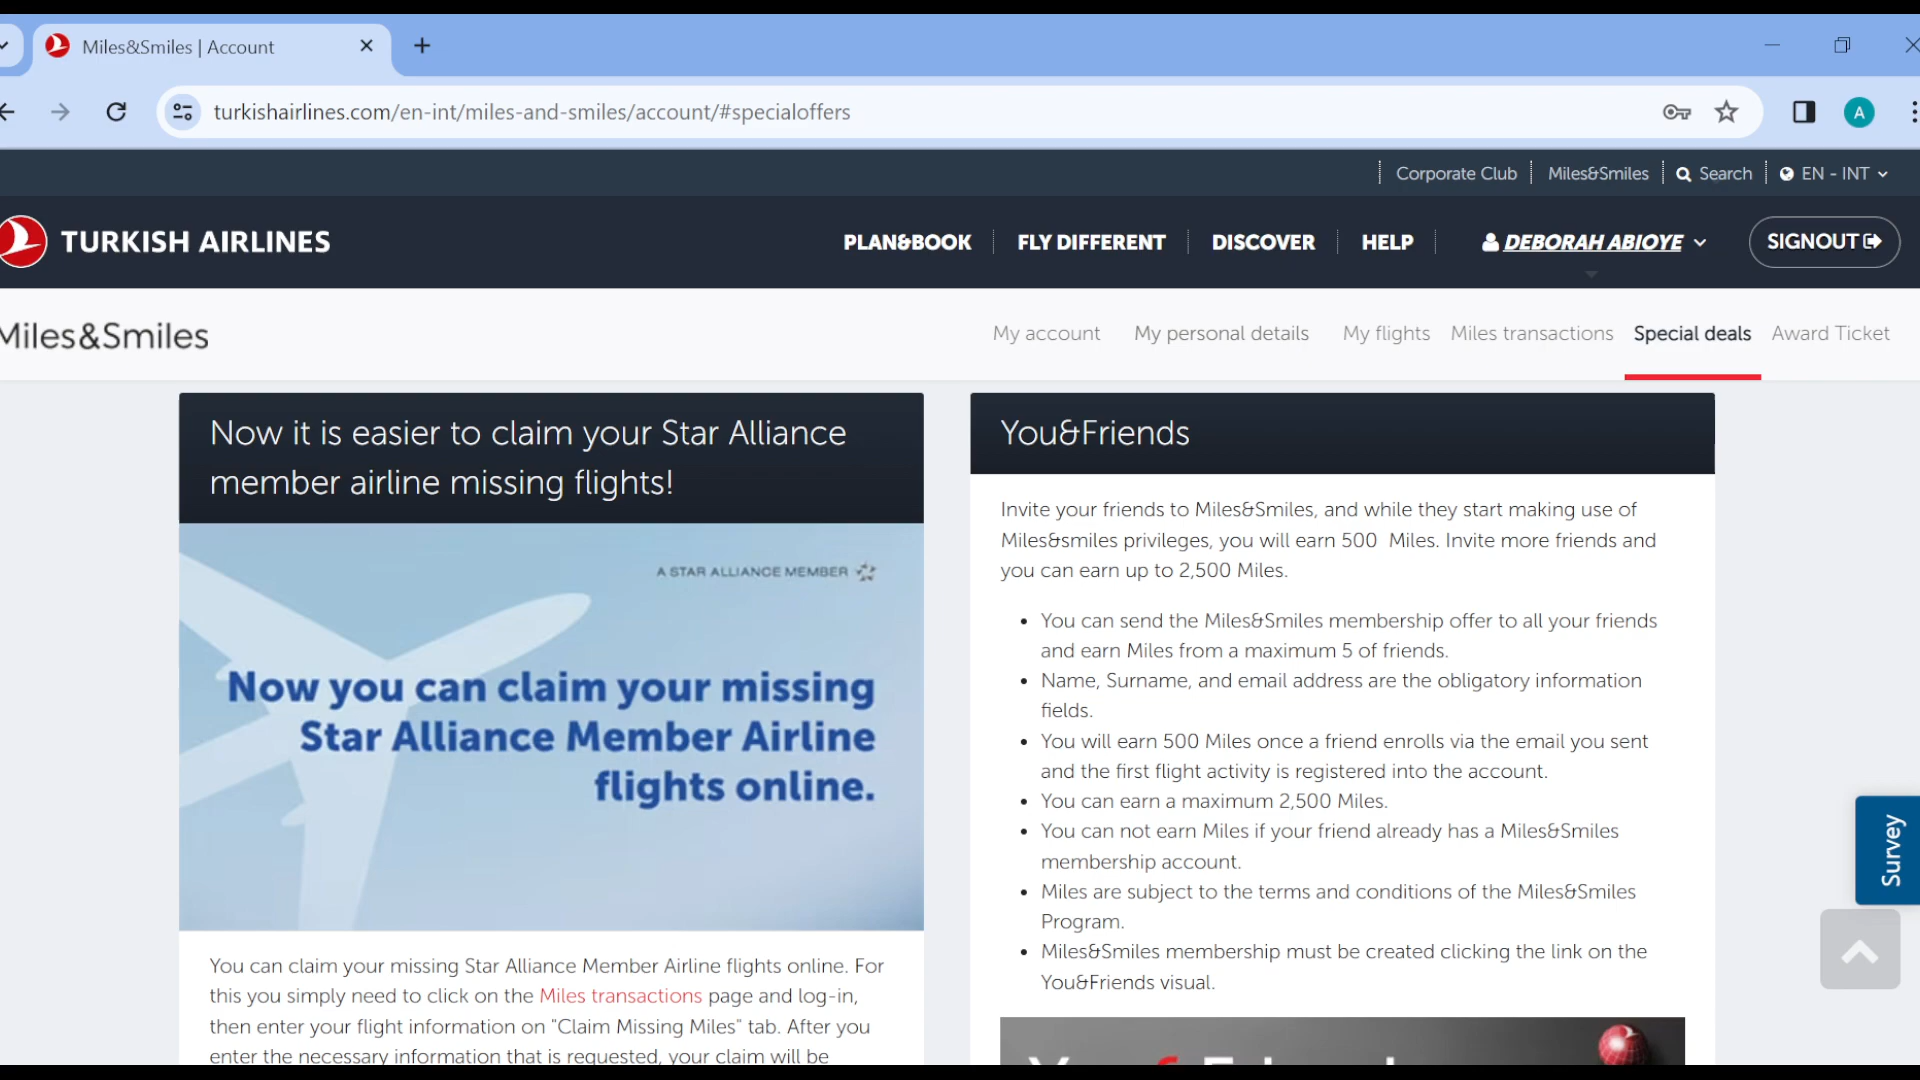 Miles&Smiles | Account
turkishairlines.com/en-int/miles-and-smiles/account/#specialoffers
A
Corporate Club
Miles&Smiles
Search
EN - INT
TURKISH AIRLINES
PLAN&BOOK
FLY DIFFERENT
DISCOVER
HELP
DEBORAH ABIOYE
SIGNOUT
Miles&Smiles
My account
My personal details
My flights
Miles transactions
Special deals
Award Ticket
Now it is easier to claim your Star Alliance
member airline missing flights!
A STAR ALLIANCE MEMBER
Now you can claim your missing
Star Alliance Member Airline
flights online.
You can claim your missing Star Alliance Member Airline flights online. For
this you simply need to click on the Miles transactions page and log-in,
then enter your flight information on "Claim Missing Miles" tab. After you
enter the necessary information that is requested, your claim will be
You&Friends
Invite your friends to Miles&Smiles, and while they start making use of
Miles&smiles privileges, you will earn 500 Miles. Invite more friends and
you can earn up to 2,500 Miles.
• You can send the Miles&Smiles membership offer to all your friends
and earn Miles from a maximum 5 of friends.
• Name, Surname, and email address are the obligatory information
fields.
• You will earn 500 Miles once a friend enrolls via the email you sent
and the first flight activity is registered into the account.
• You can earn a maximum 2,500 Miles.
• You can not earn Miles if your friend already has a Miles&Smiles
membership account.
• Miles are subject to the terms and conditions of the Miles&Smiles
Program.
• Miles&Smiles membership must be created clicking the link on the
You&Friends visual.
Survey